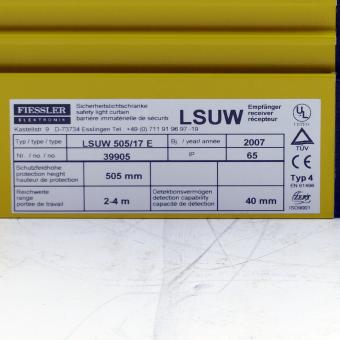 FIESSLER
ELEKTRONIK
Sicherheitslichtschranke
safety light curtain
barrière immatérielle de sécurité
LSUW
Empfänger
receiver
récepteur
Kastellstr. 9 D-73734 Esslingen Tel.+49 (0) 711 91 96 97 -19
Typ / type / type LSUW 505/17 E
Bj. / year/ année 2007
Nr. / no. / no 39905
IP 65
Schutzfeldhöhe
protection height
hauteur de protection
505 mm
Reichweite
range
portée de travail
2-4 m
Detektionsvermögen
detection capability
capacité de détection
40 mm
UL
TÜV
Typ 4
EN 61496
ISO9001